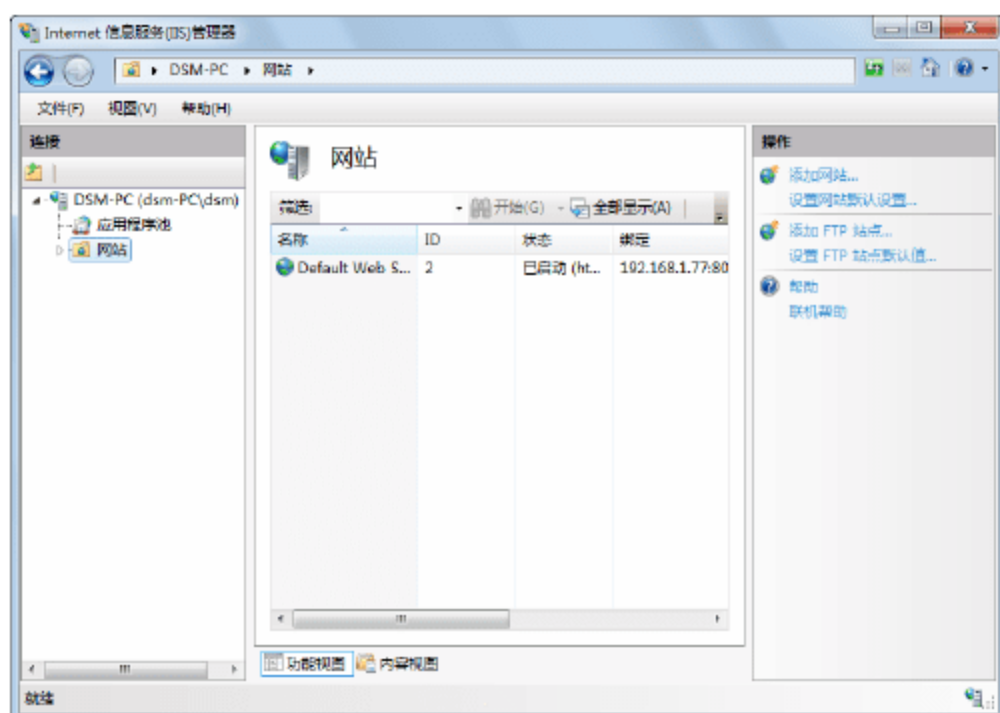 Internet 信息服务(IIS)管理器
DSM-PC 网站
文件(F) 视图(V) 帮助(H)
连接
DSM-PC (dsm-PC\dsm)
应用程序池
网站
网站
筛选: 开始(G) 全部显示(A)
名称 ID 状态 绑定
Default Web S... 2 已启动 (ht... 192.168.1.77:80
功能视图 内容视图
操作
添加网站...
设置网站默认设置...
添加 FTP 站点...
设置 FTP 站点默认值...
帮助
联机帮助
就绪